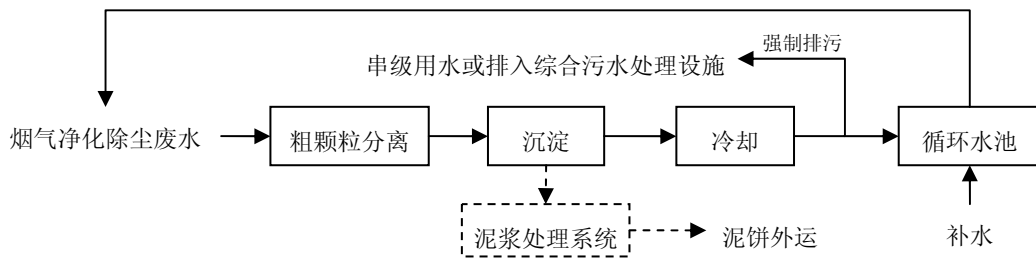 强制排污
串级用水或排入综合污水处理设施
烟气净化除尘废水
粗颗粒分离
沉淀
冷却
循环水池
泥浆处理系统
泥饼外运
补水